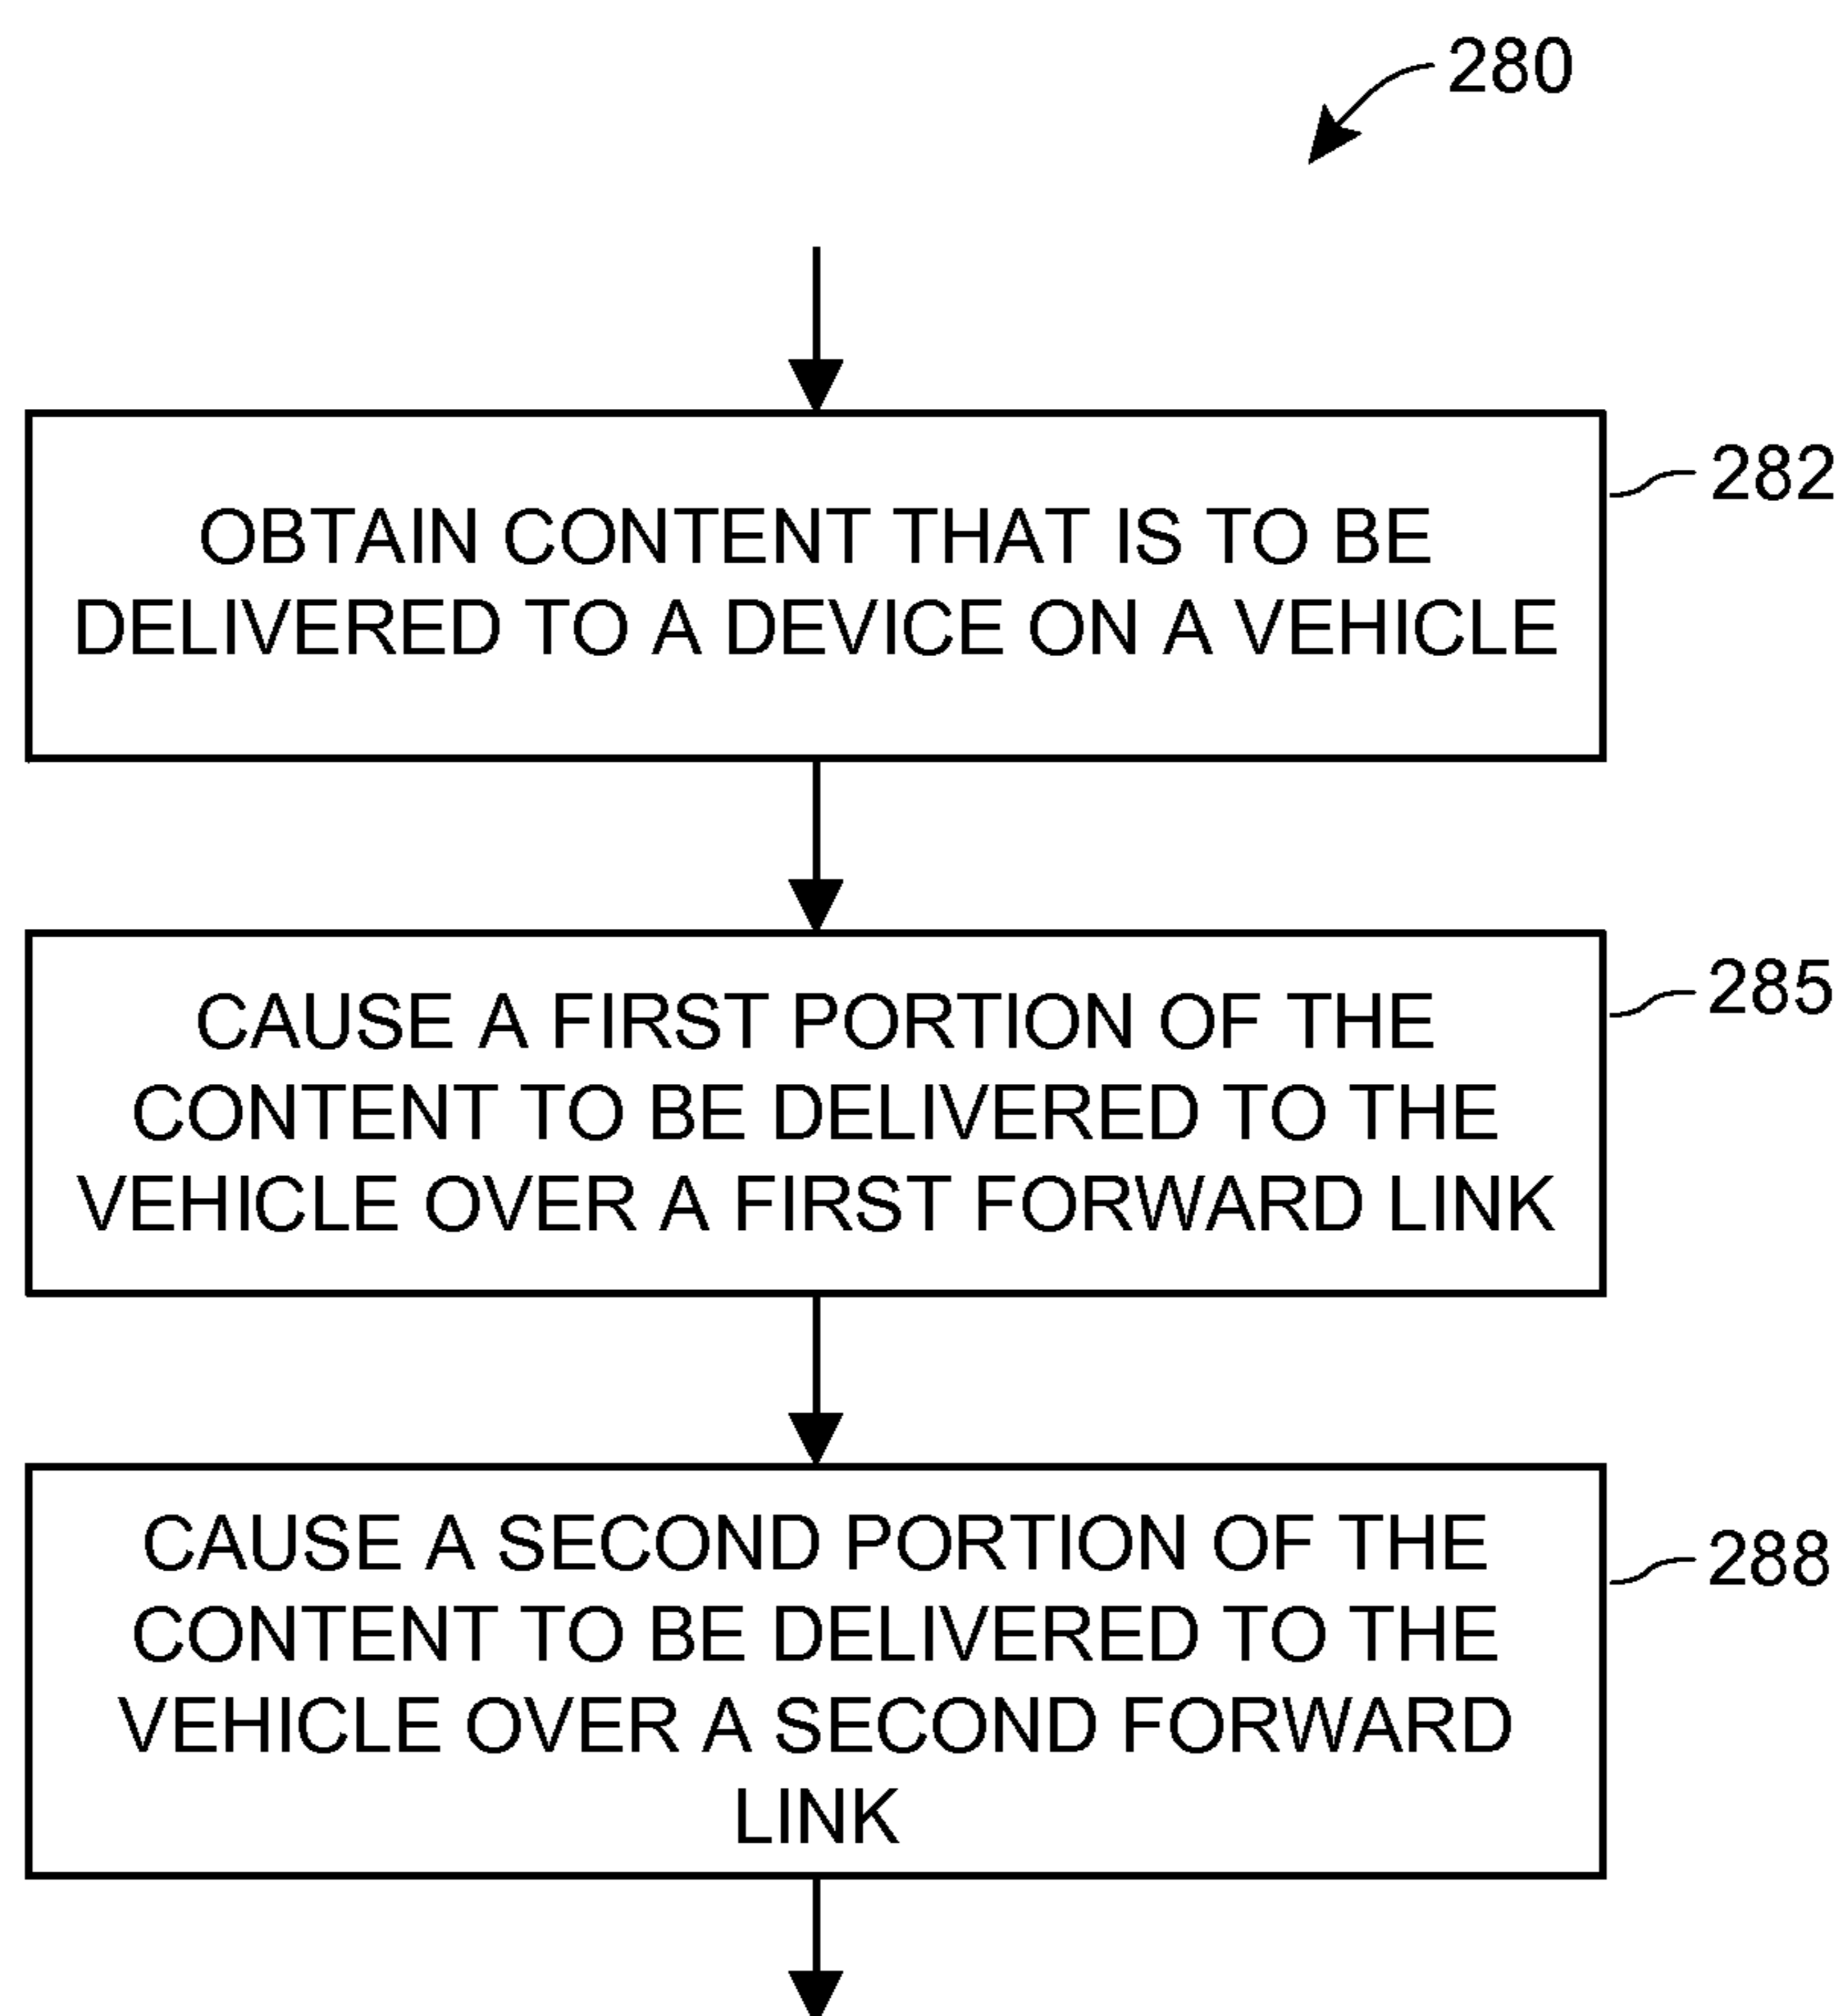 280
282
OBTAIN CONTENT THAT IS TO BE
DELIVERED TO A DEVICE ON A VEHICLE
285
CAUSE A FIRST PORTION OF THE
CONTENT TO BE DELIVERED TO THE
VEHICLE OVER A FIRST FORWARD LINK
288
CAUSE A SECOND PORTION OF THE
CONTENT TO BE DELIVERED TO THE
VEHICLE OVER A SECOND FORWARD
LINK